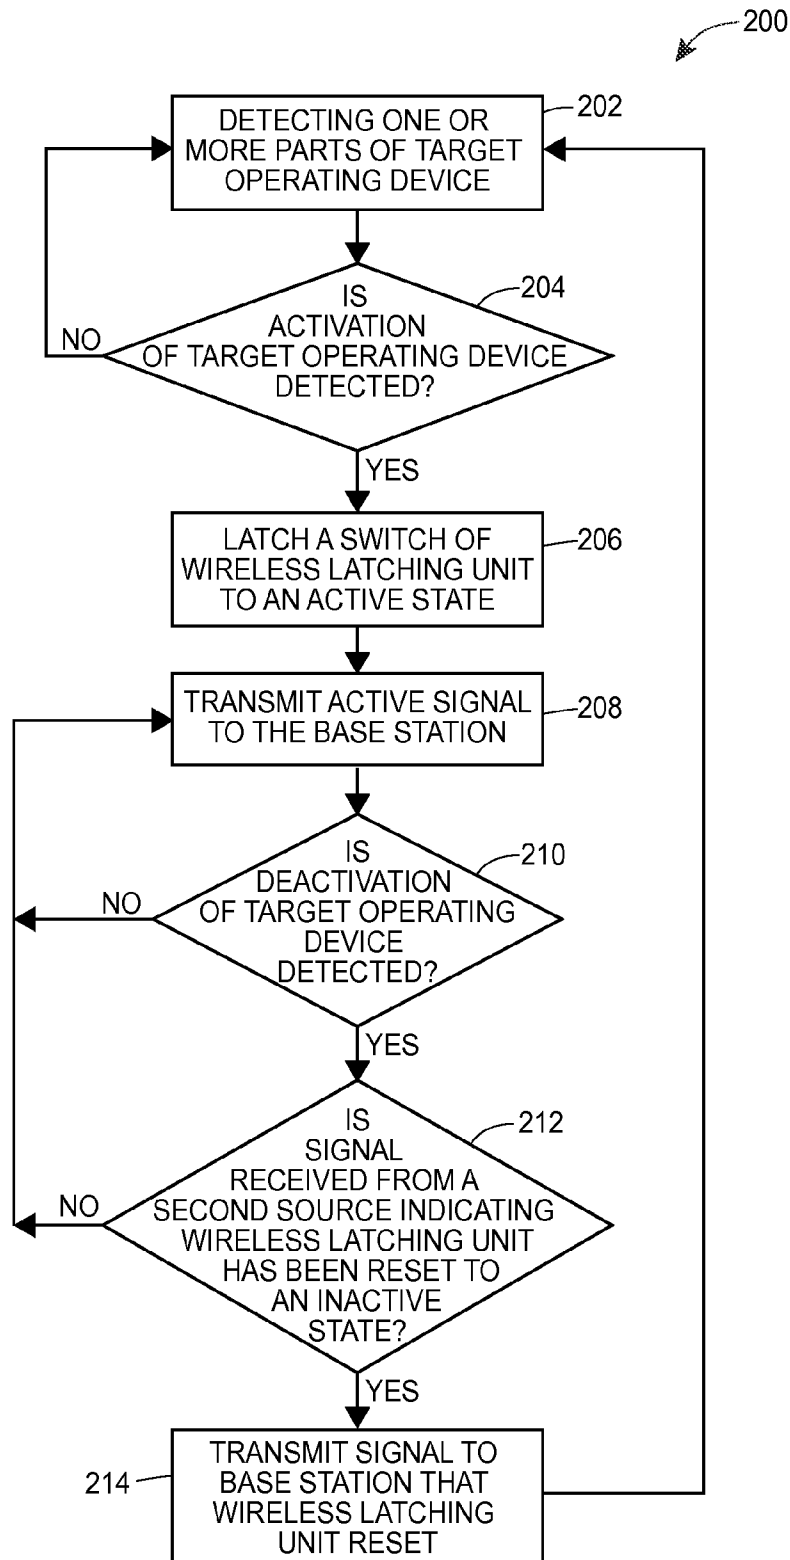 200
DETECTING ONE OR
MORE PARTS OF TARGET
OPERATING DEVICE
202
IS
ACTIVATION
OF TARGET OPERATING DEVICE
DETECTED?
204
NO
YES
LATCH A SWITCH OF
WIRELESS LATCHING UNIT
TO AN ACTIVE STATE
206
TRANSMIT ACTIVE SIGNAL
TO THE BASE STATION
208
IS
DEACTIVATION
OF TARGET OPERATING
DEVICE
DETECTED?
210
NO
YES
IS
SIGNAL
RECEIVED FROM A
SECOND SOURCE INDICATING
WIRELESS LATCHING UNIT
HAS BEEN RESET TO
AN INACTIVE
STATE?
212
NO
YES
TRANSMIT SIGNAL TO
BASE STATION THAT
WIRELESS LATCHING
UNIT RESET
214